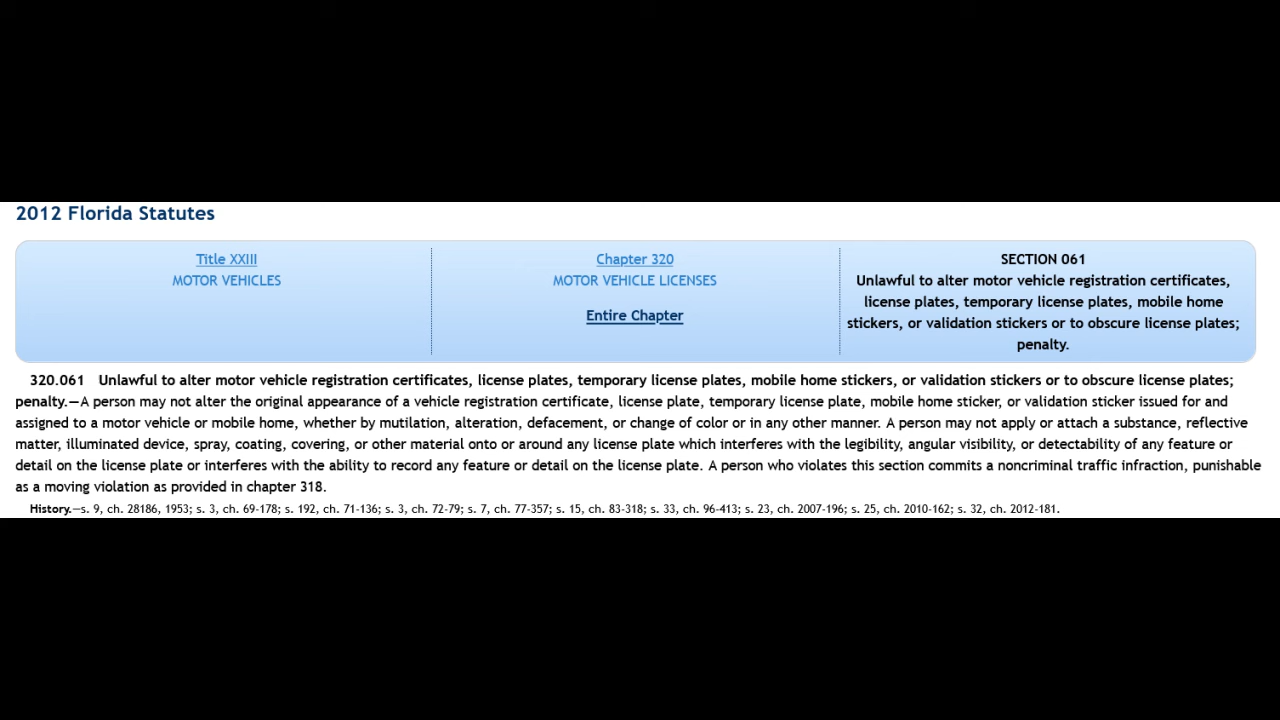 2012 Florida Statutes
Title XXIII
MOTOR VEHICLES
Chapter 320
MOTOR VEHICLE LICENSES
Entire Chapter
SECTION 061
Unlawful to alter motor vehicle registration certificates,
license plates, temporary license plates, mobile home
stickers, or validation stickers or to obscure license plates;
penalty.
320.061 Unlawful to alter motor vehicle registration certificates, license plates, temporary license plates, mobile home stickers, or validation stickers or to obscure license plates;
penalty.—A person may not alter the original appearance of a vehicle registration certificate, license plate, temporary license plate, mobile home sticker, or validation sticker issued for and
assigned to a motor vehicle or mobile home, whether by mutilation, alteration, defacement, or change of color or in any other manner. A person may not apply or attach a substance, reflective
matter, illuminated device, spray, coating, covering, or other material onto or around any license plate which interferes with the legibility, angular visibility, or detectability of any feature or
detail on the license plate or interferes with the ability to record any feature or detail on the license plate. A person who violates this section commits a noncriminal traffic infraction, punishable
as a moving violation as provided in chapter 318.
History.—s. 9, ch. 28186, 1953; s. 3, ch. 69-178; s. 192, ch. 71-136; s. 3, ch. 72-79; s. 7, ch. 77-357; s. 15, ch. 83-318; s. 33, ch. 96-413; s. 23, ch. 2007-196; s. 25, ch. 2010-162; s. 32, ch. 2012-181.